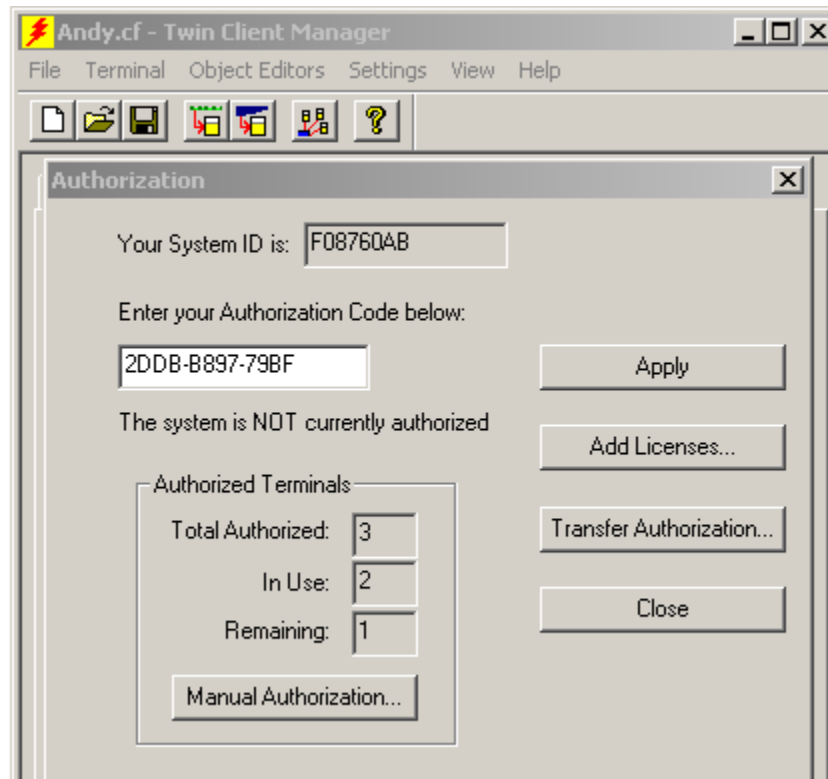 Andy.cf - Twin Client Manager
File Terminal Object Editors Settings View Help
Authorization
Your System ID is: F08760AB
Enter your Authorization Code below:
2DDB-B897-79BF
Apply
The system is NOT currently authorized
Add Licenses...
Authorized Terminals
Total Authorized: 3
Transfer Authorization...
In Use: 2
Close
Remaining: 1
Manual Authorization...